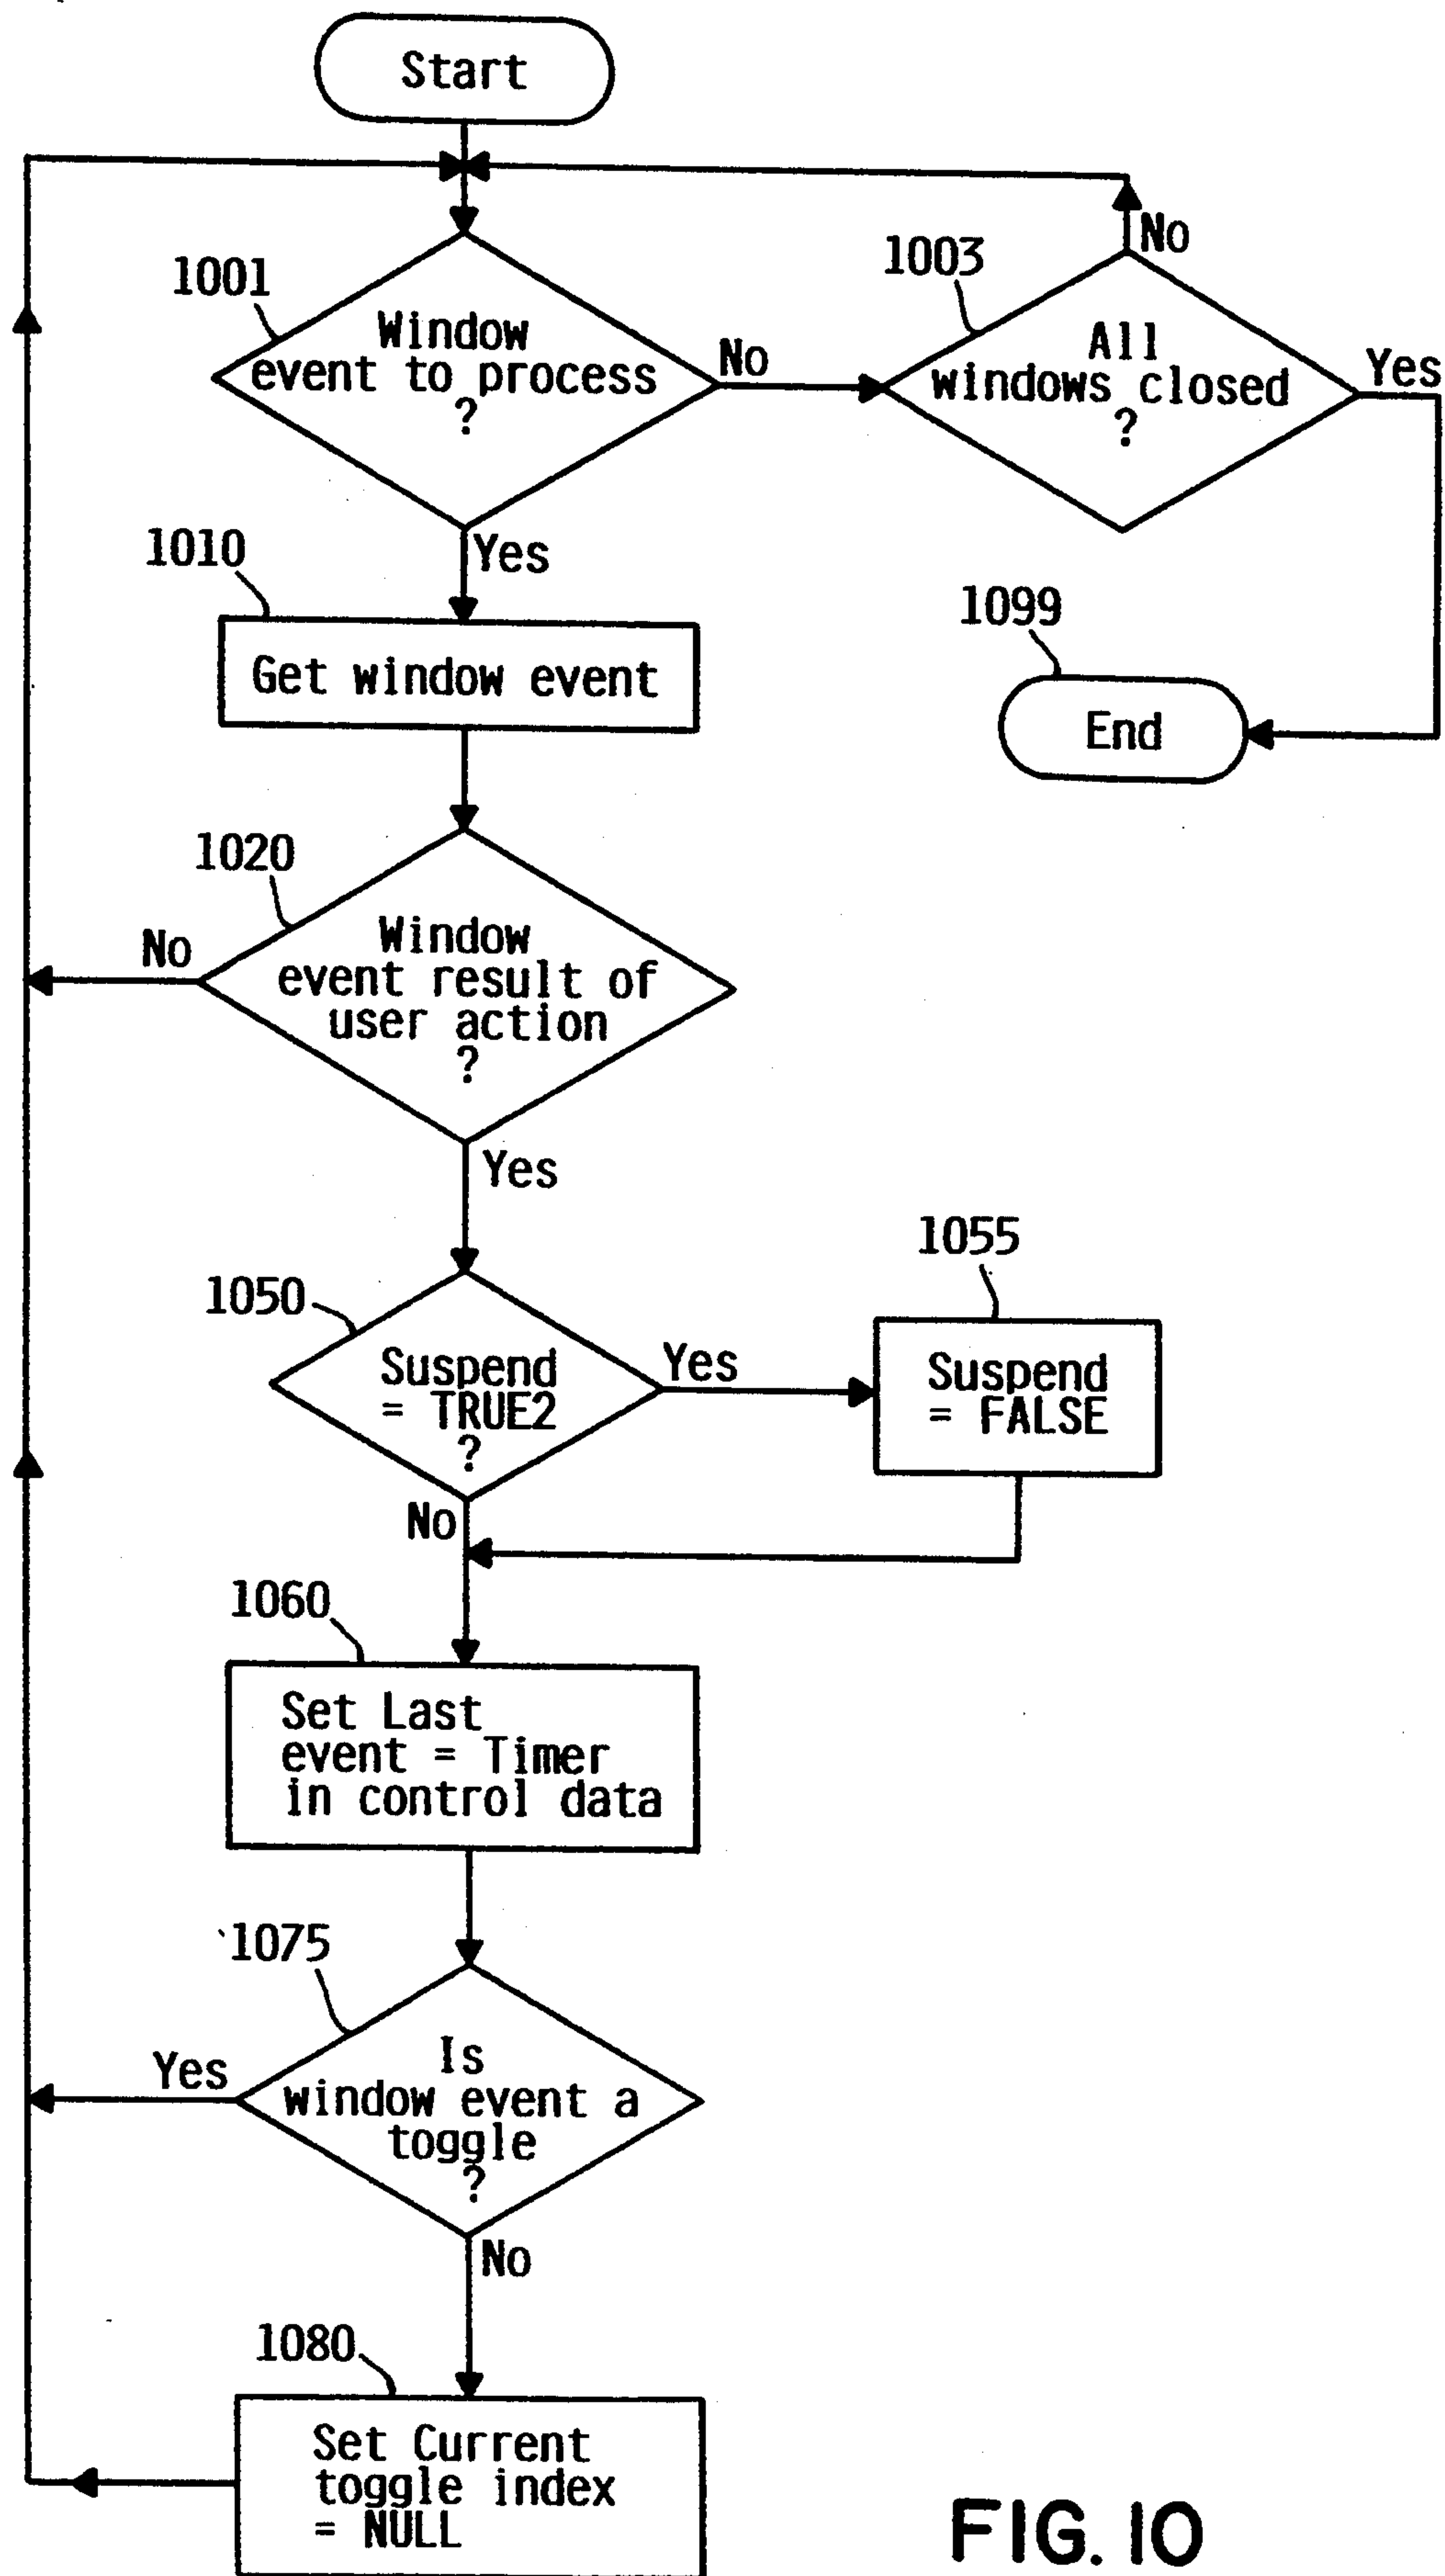 Start
No
1001
1003
Window
event to process
?
No
All
windows closed
?
Yes
Yes
1010
Get window event
1099
End
1020
No
Window
event result of
user action
?
Yes
1055
1050
Suspend
= TRUE2
?
Yes
Suspend
= FALSE
No
1060
Set Last
event = Timer
in control data
1075
Yes
Is
window event a
toggle
?
No
1080
Set Current
toggle index
= NULL
FIG. 10